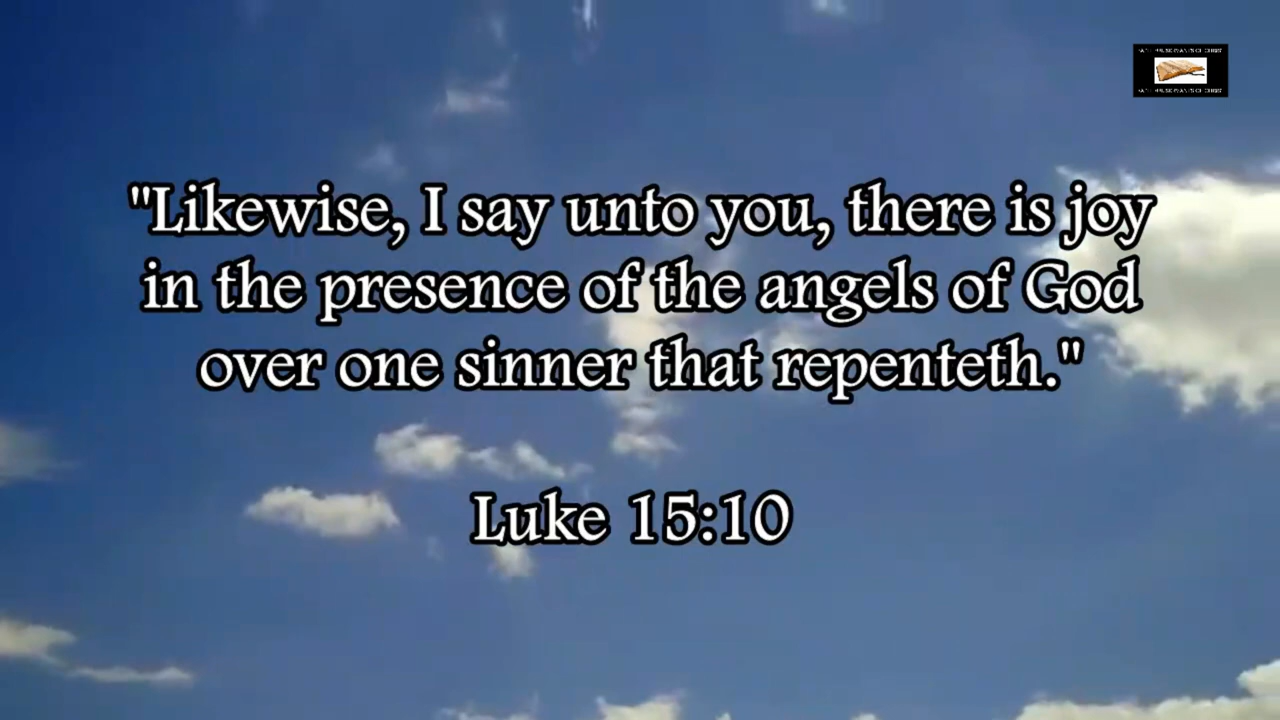 "Likewise, I say unto you, there is joy
in the presence of the angels of God
over one sinner that repenteth."
Luke 15:10